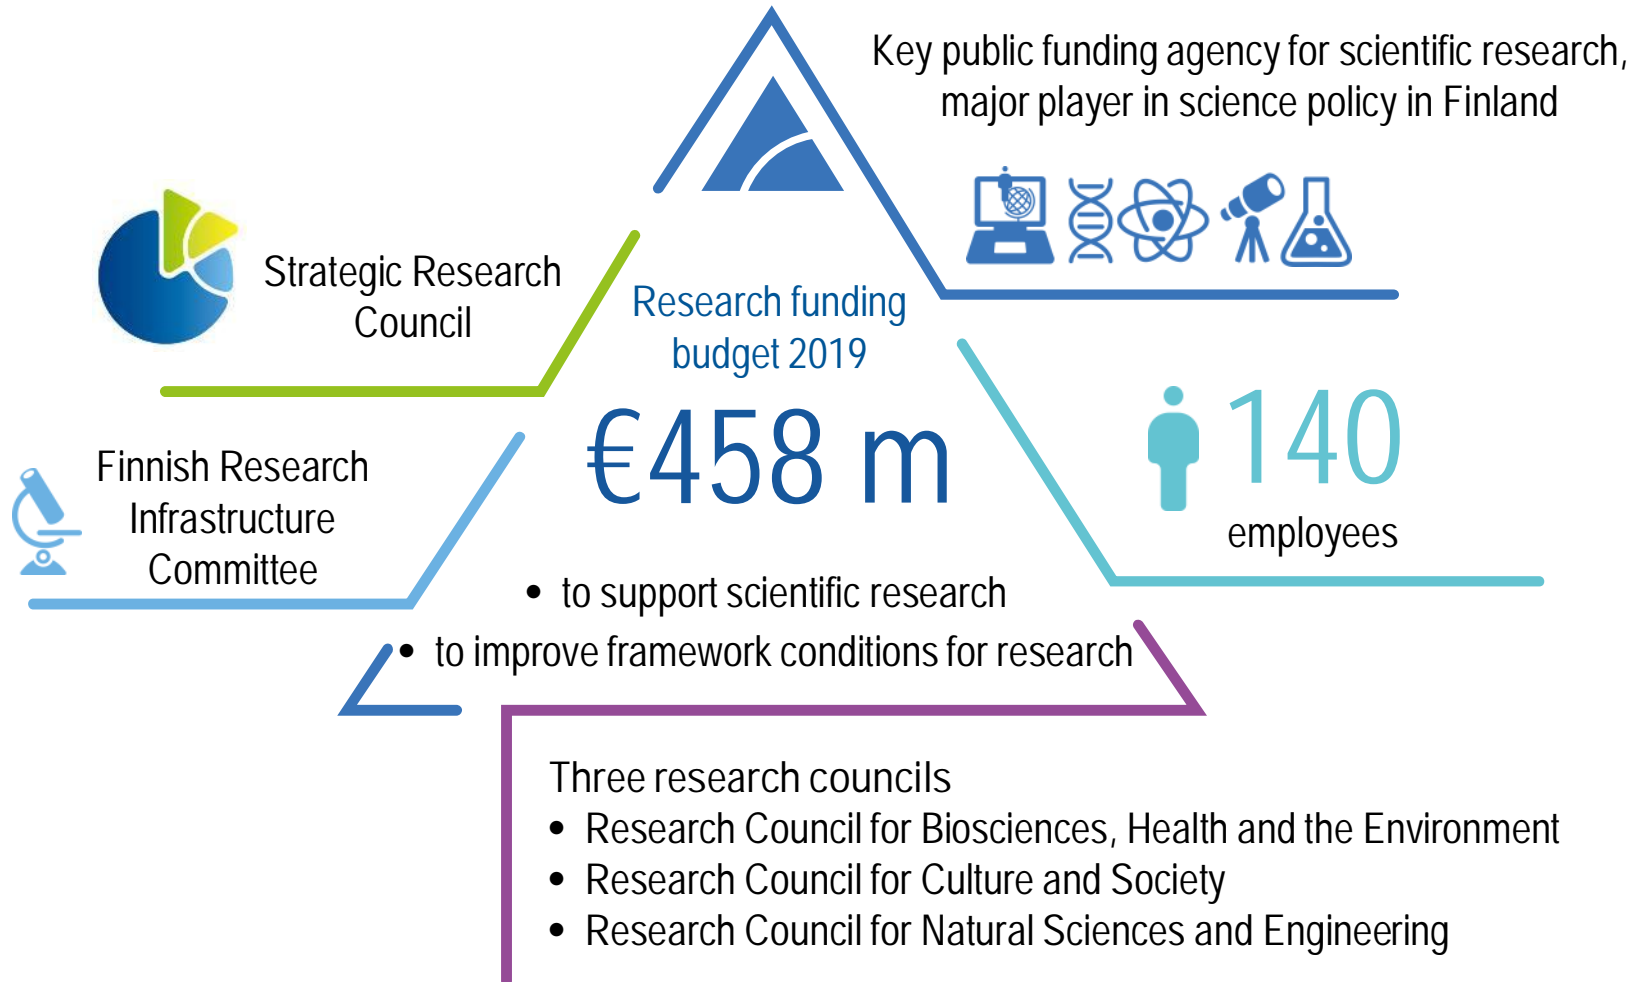 Key public funding agency for scientific research,
major player in science policy in Finland
Strategic Research
Council
Research funding
budget 2019
€458 m
140
employees
Finnish Research
Infrastructure
Committee
• to support scientific research
• to improve framework conditions for research
Three research councils
• Research Council for Biosciences, Health and the Environment
• Research Council for Culture and Society
• Research Council for Natural Sciences and Engineering